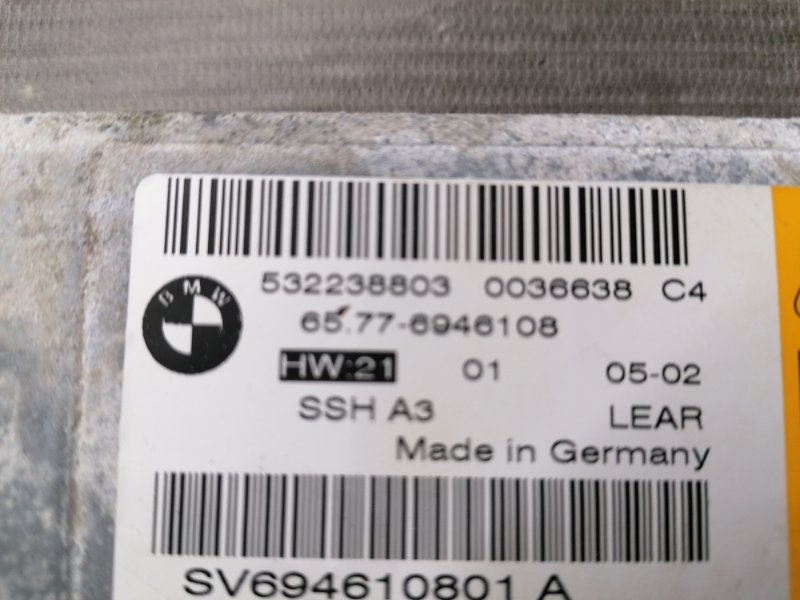 532238803 0036638 C4
BMW
65.77-6946108
HW:21 01 05-02
SSH A3 LEAR
Made in Germany
SV694610801 A